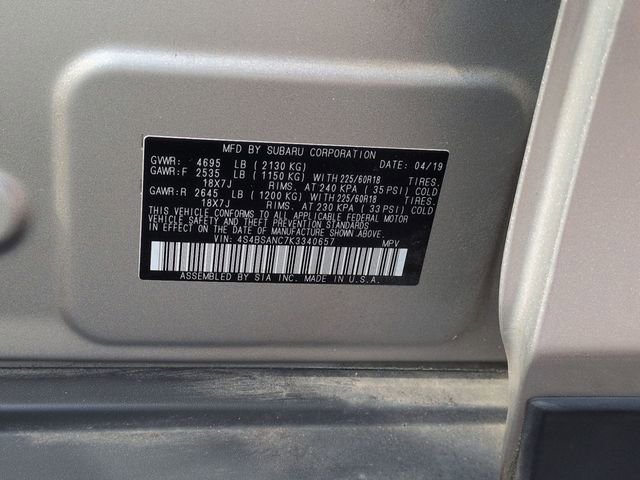 MFD BY SUBARU CORPORATION
GVWR: 4695 LB (2130 KG) DATE: 04/19
GAWR:F 2535 LB (1150 KG) WITH 225/60R18 TIRES.
18X7J RIMS. AT 240 KPA (35 PSI) COLD
GAWR:R 2645 LB (1200 KG) WITH 225/60R18 TIRES.
18X7J RIMS. AT 230 KPA (33 PSI) COLD
THIS VEHICLE CONFORMS TO ALL APPLICABLE FEDERAL MOTOR
VEHICLE SAFETY AND THEFT PREVENTION STANDARDS
IN EFFECT ON THE DATE OF MANUFACTURE SHOWN ABOVE.
VIN: 4S4BSANC7K3340657 MPV
ASSEMBLED BY SIA INC. MADE IN U.S.A.